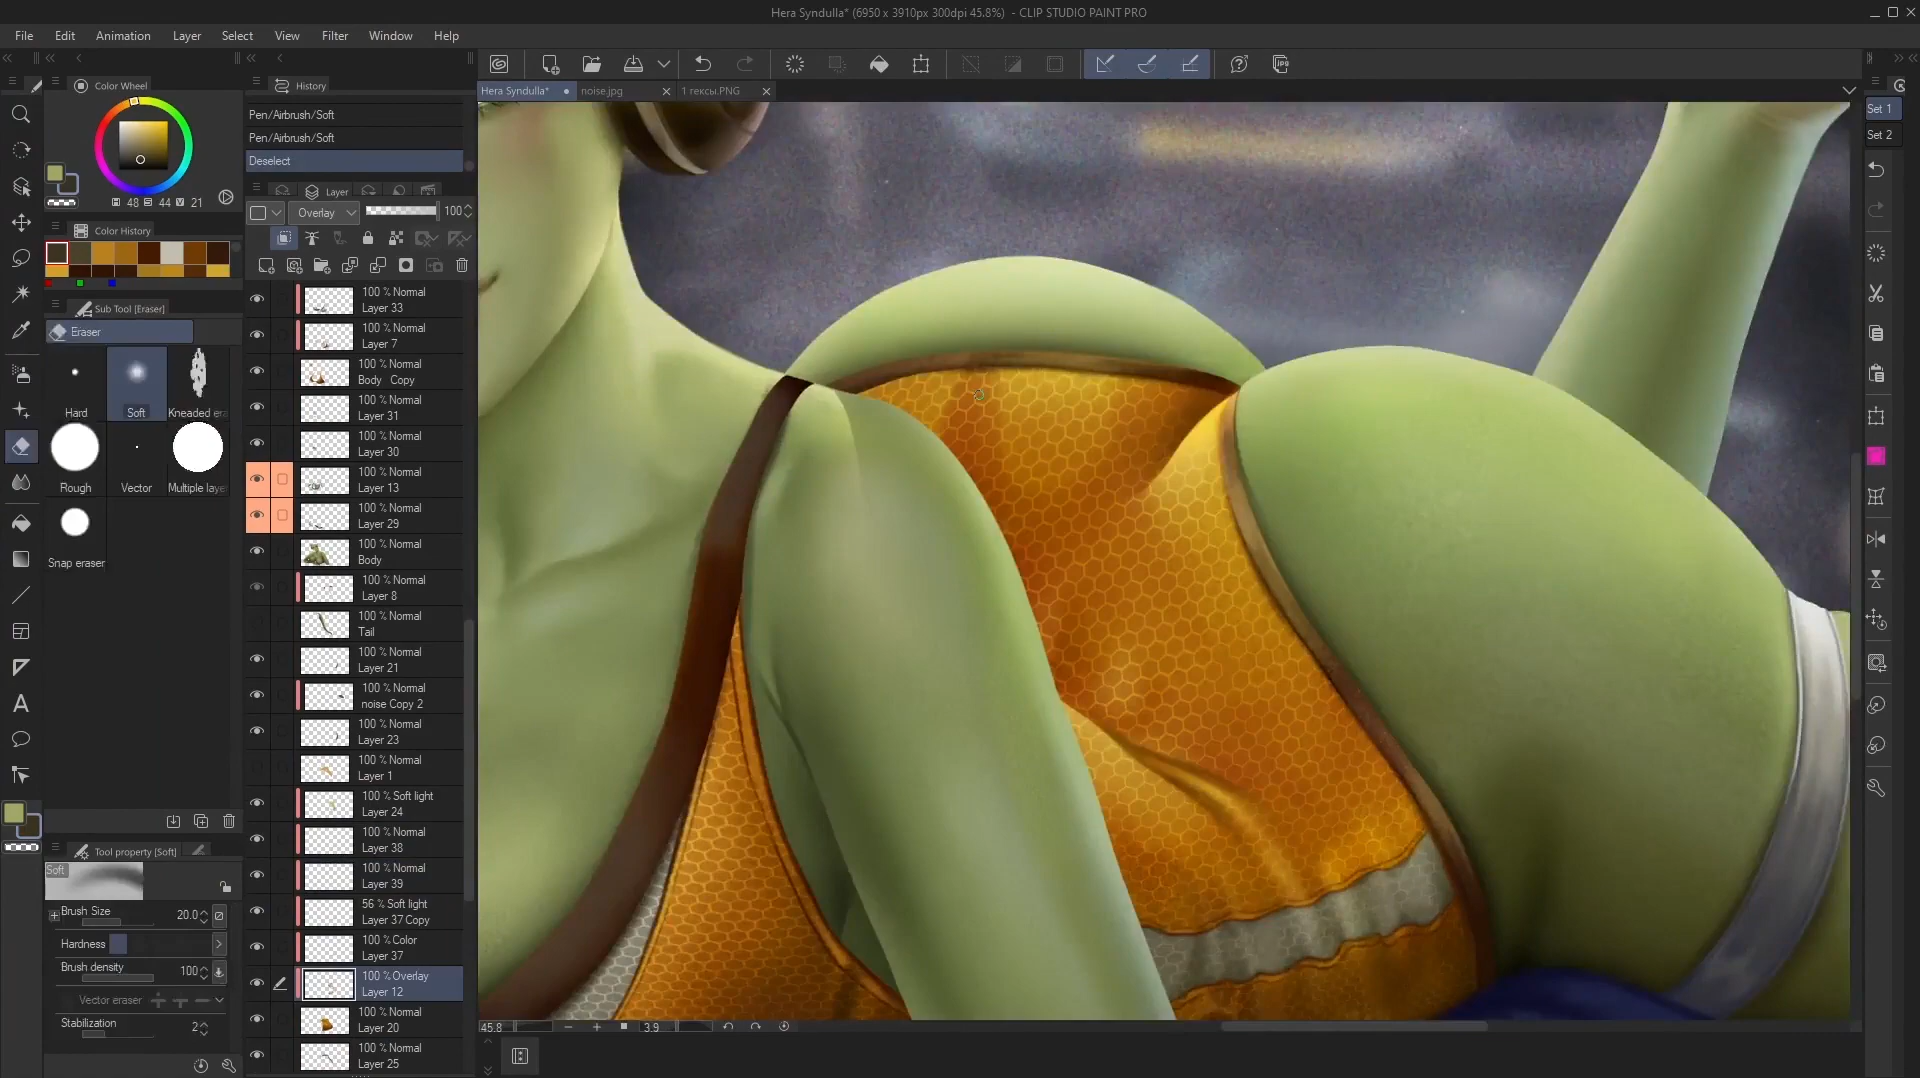 Hera Syndulla* (6950 x 3910px 300dpi 45.8%) - CLIP STUDIO PAINT PRO
File Edit Animation Layer Select View Filter Window Help
Hera Syndulla* noise.jpg 1 гексы.PNG
Color Wheel
48 44 21
Color History
Sub Tool [Eraser]
Eraser
Hard Soft Kneaded era
Rough Vector Multiple laye
Snap eraser
Tool property [Soft]
Soft
Brush Size 20.0
Hardness
Brush density 100
Vector eraser
Stabilization 2
History
Pen/Airbrush/Soft
Pen/Airbrush/Soft
Deselect
Layer
Overlay 100
100 % Normal
Layer 33
100 % Normal
Layer 7
100 % Normal
Body Copy
100 % Normal
Layer 31
100 % Normal
Layer 30
100 % Normal
Layer 13
100 % Normal
Layer 29
100 % Normal
Body
100 % Normal
Layer 8
100 % Normal
Tail
100 % Normal
Layer 21
100 % Normal
noise Copy 2
100 % Normal
Layer 23
100 % Normal
Layer 1
100 % Soft light
Layer 24
100 % Normal
Layer 38
100 % Normal
Layer 39
56 % Soft light
Layer 37 Copy
100 % Color
Layer 37
100 % Overlay
Layer 12
100 % Normal
Layer 20
100 % Normal
Layer 25
45.8 3.9
Set 1
Set 2